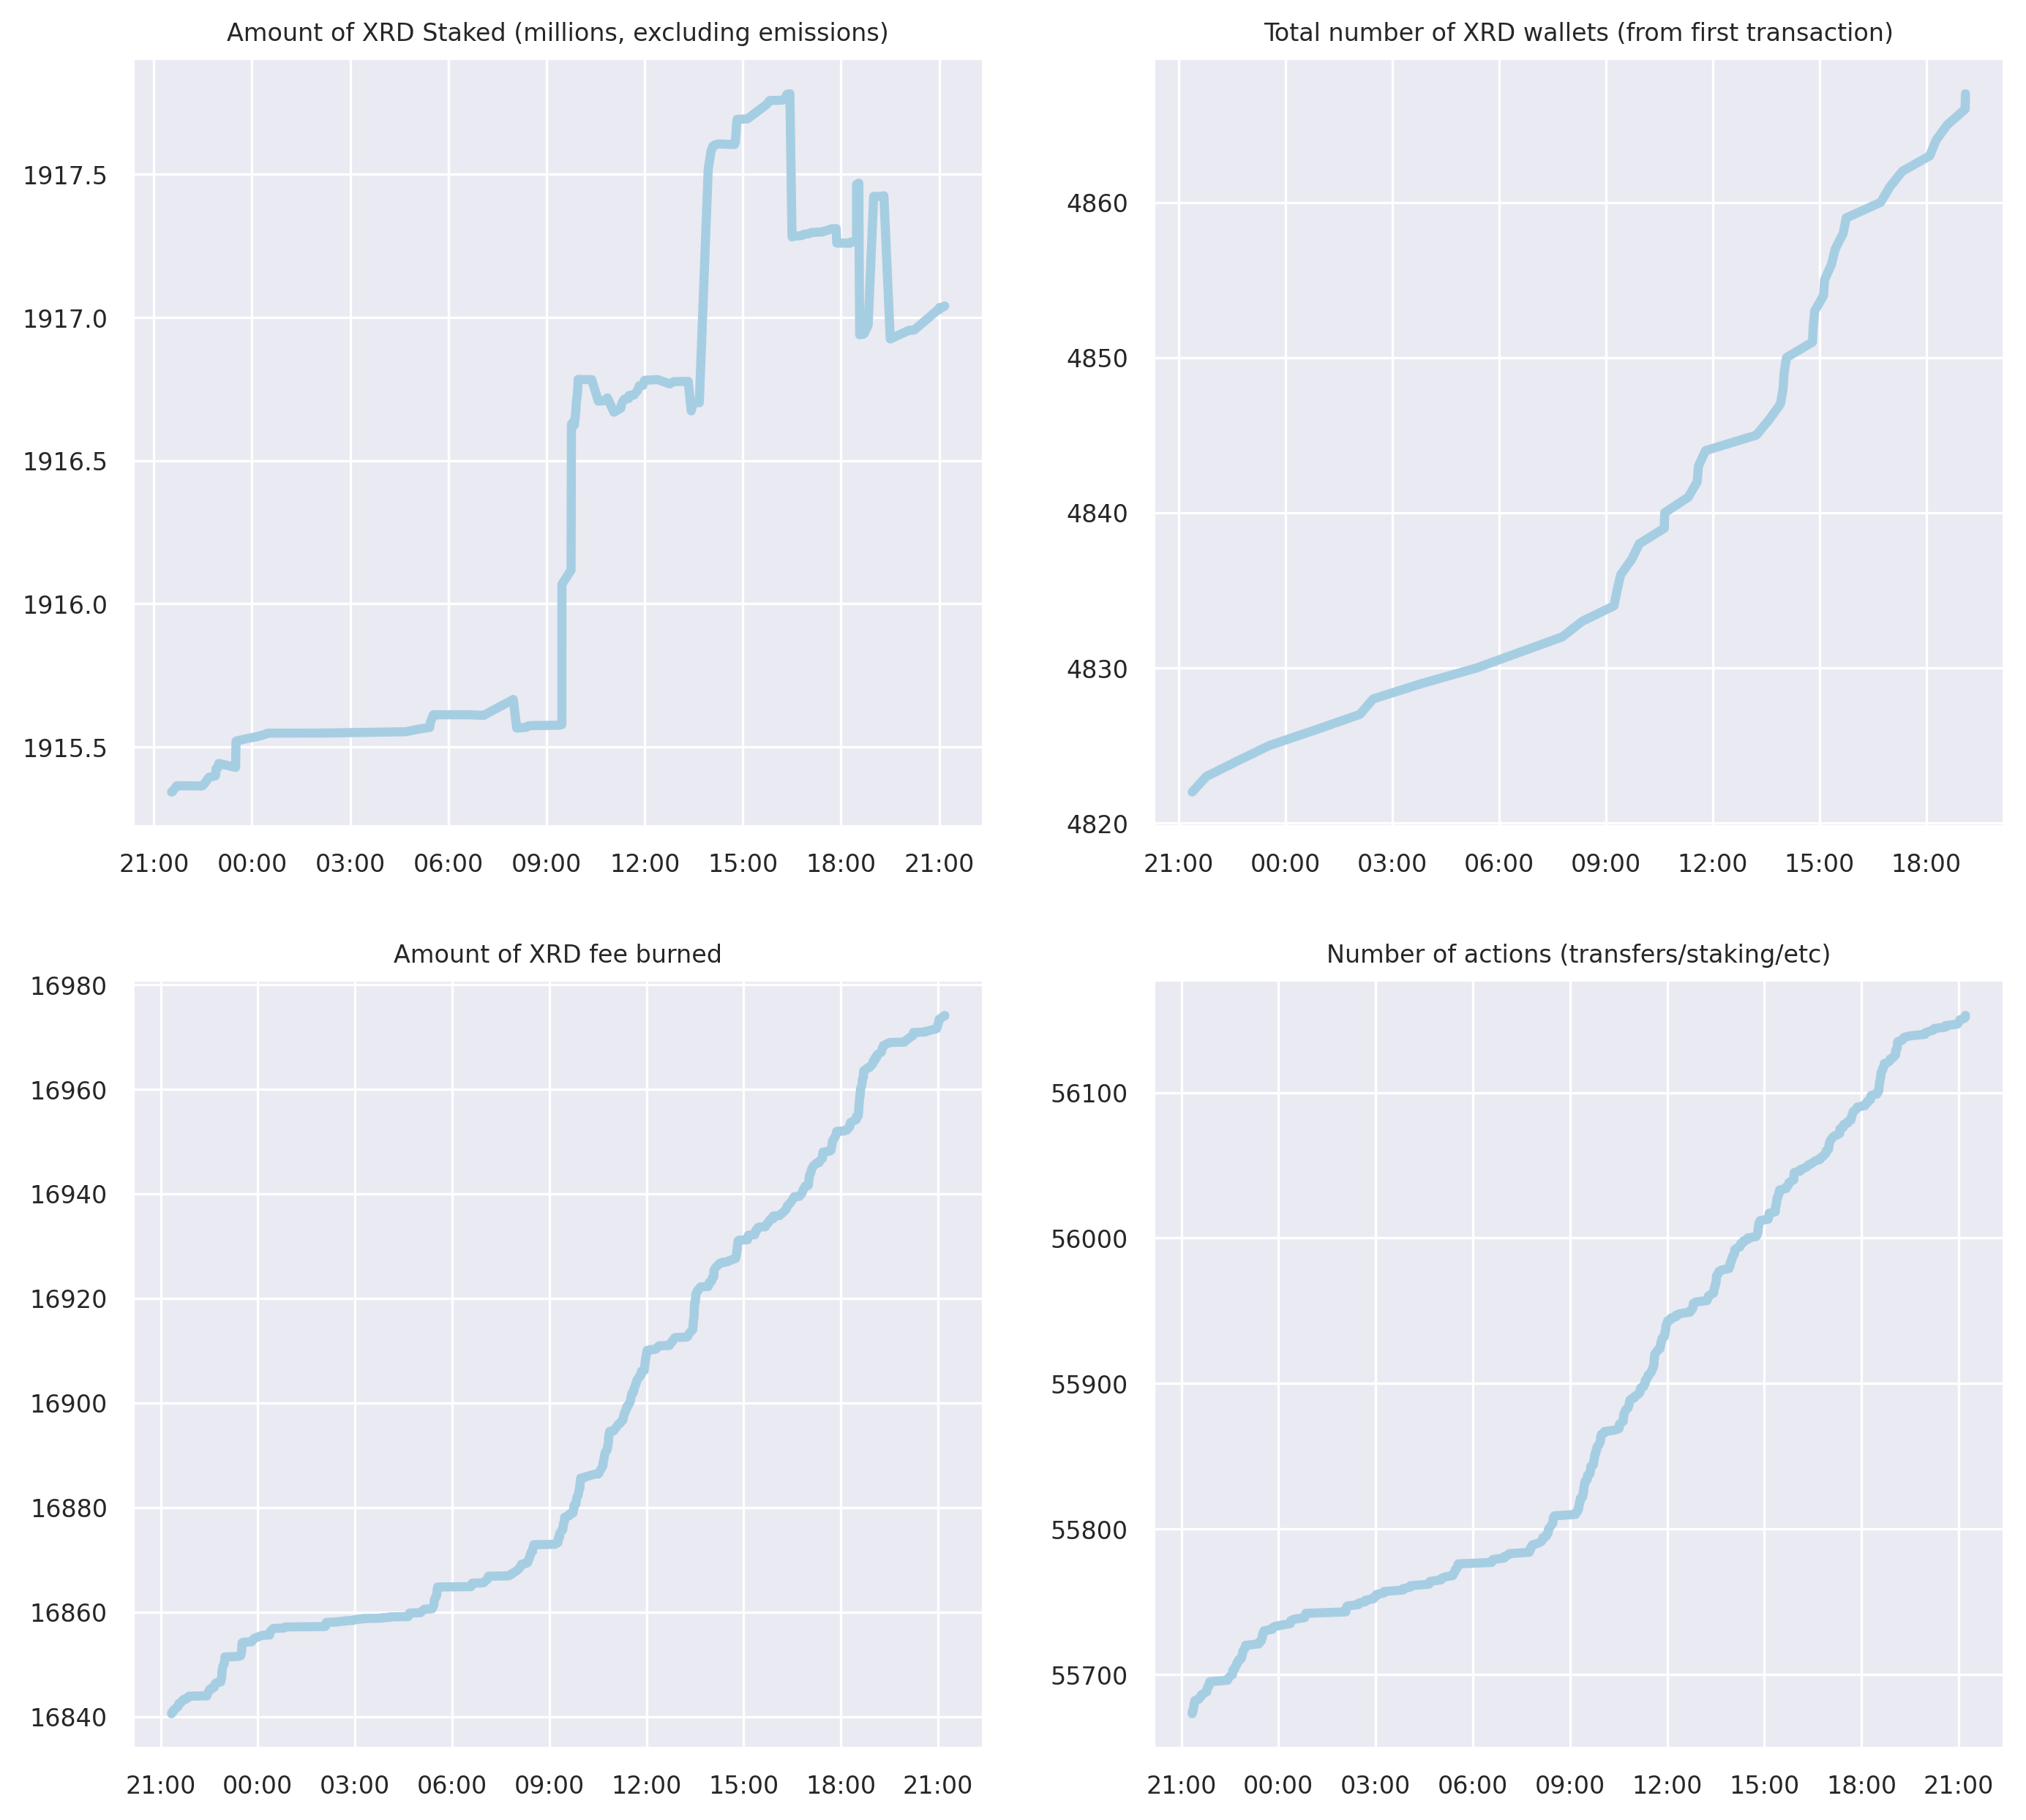 Amount of XRD Staked (millions, excluding emissions)
1917.5
1917.0
1916.5
1916.0
1915.5
21:00 00:00 03:00 06:00 09:00 12:00 15:00 18:00 21:00
Total number of XRD wallets (from first transaction)
4860
4850
4840
4830
4820
21:00 00:00 03:00 06:00 09:00 12:00 15:00 18:00
Amount of XRD fee burned
16980
16960
16940
16920
16900
16880
16860
16840
21:00 00:00 03:00 06:00 09:00 12:00 15:00 18:00 21:00
Number of actions (transfers/staking/etc)
56100
56000
55900
55800
55700
21:00 00:00 03:00 06:00 09:00 12:00 15:00 18:00 21:00